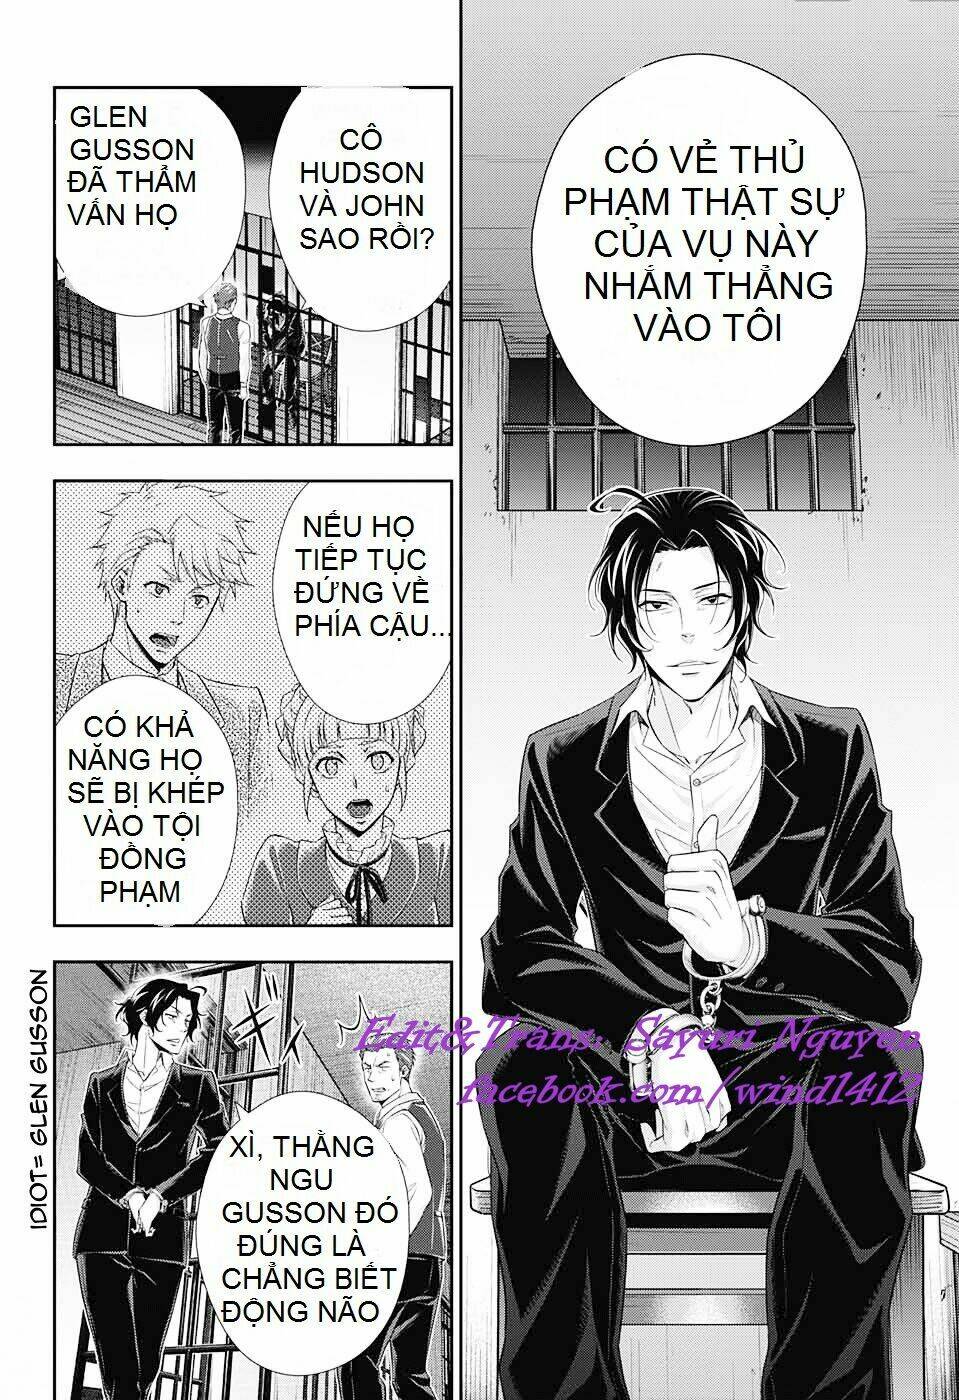 CÓ VẺ THỦ
PHẠM THẬT SỰ
CỦA VỤ NÀY
NHẮM THẲNG
VÀO TÔI
CÔ
HUDSON
VÀ JOHN
SAO RỒI?
GLEN
GUSSON
ĐÃ THẨM
VẤN HỌ
NẾU HỌ
TIẾP TỤC
ĐỨNG VỀ
PHÍA CẬU...
CÓ KHẢ
NĂNG HỌ
SẼ BỊ KHÉP
VÀO TỘI
ĐỒNG
PHẠM
XÌ, THẰNG
NGU
GUSSON ĐÓ
ĐÚNG LÀ
CHẲNG BIẾT
ĐỘNG NÃO
IDIOT= GLEN GUSSON
Edit&Trans: Sayuri Nguyen
facebook.com/wind1412